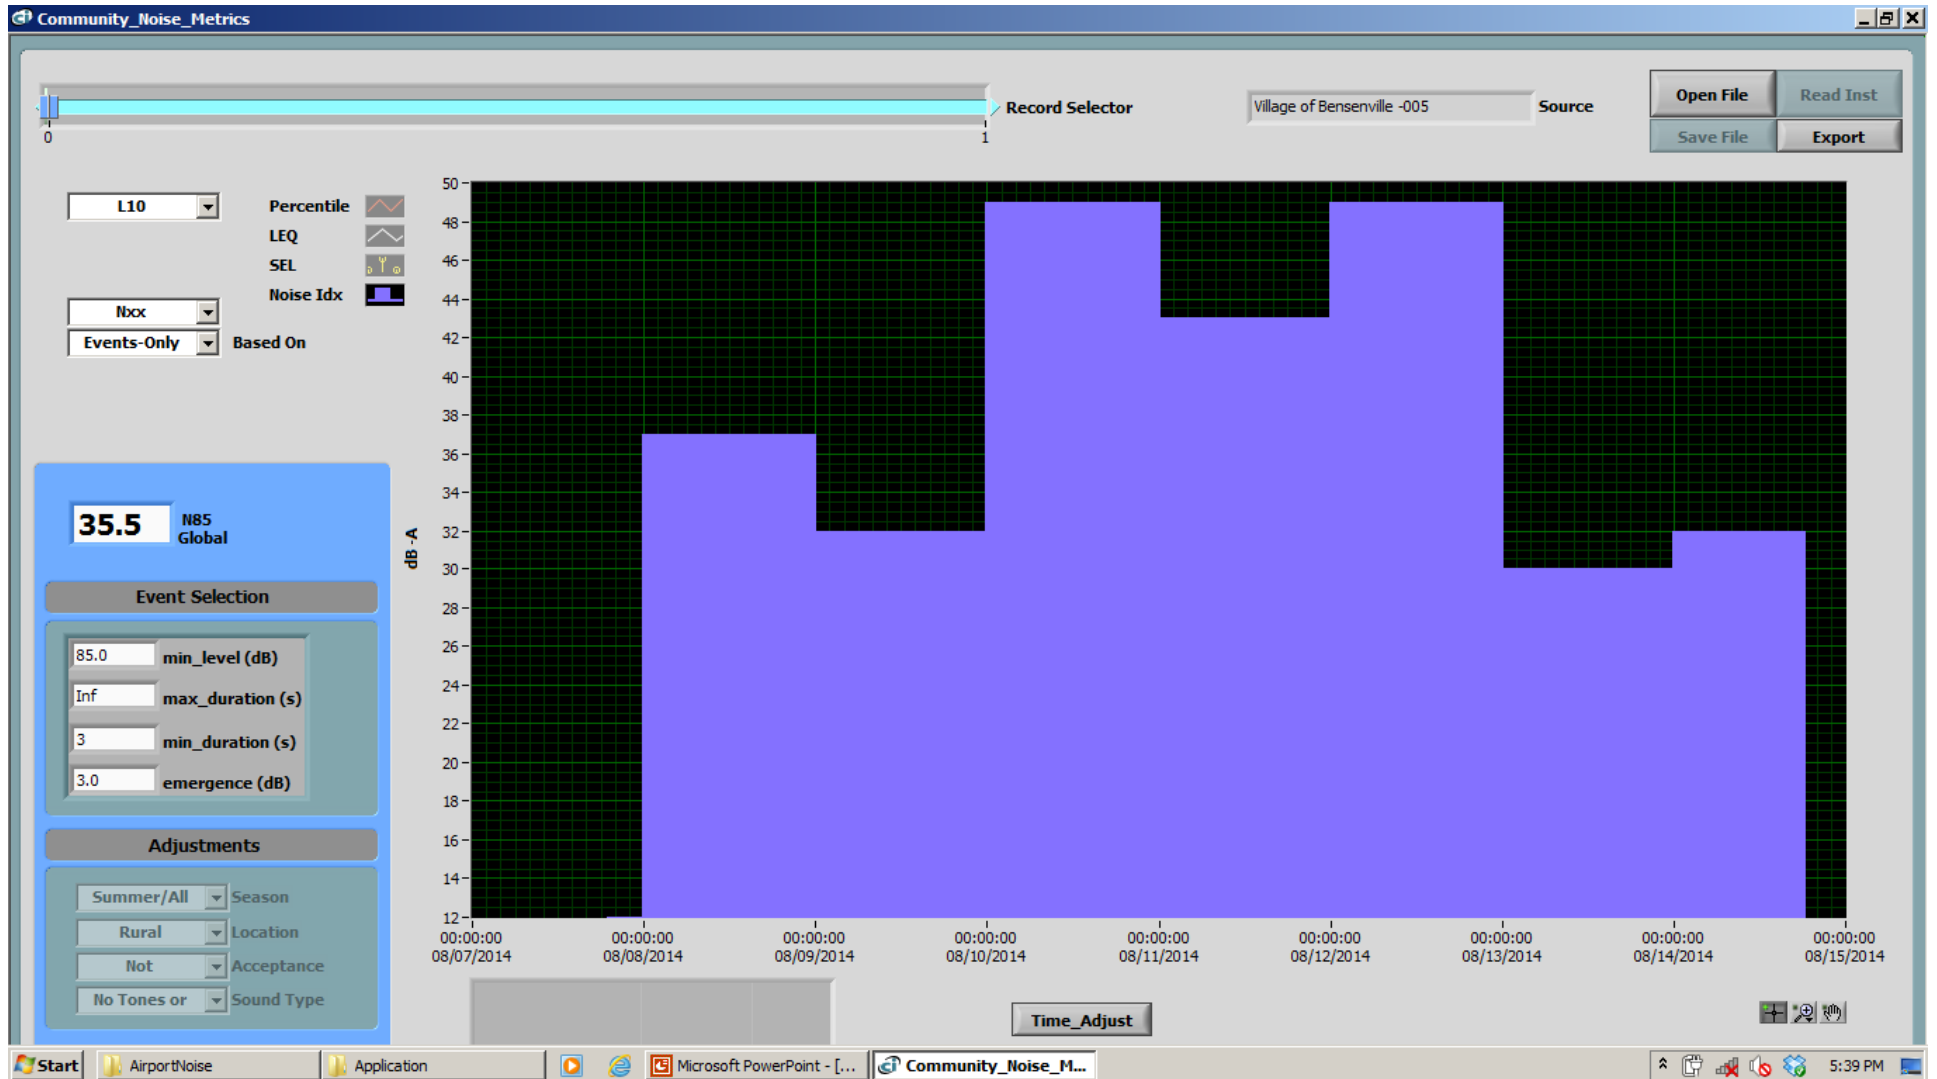 Community_Noise_Metrics
0
1
Record Selector
Village of Bensenville -005
Source
Open File
Read Inst
Save File
Export
L10
Percentile
LEQ
SEL
Noise Idx
Nxx
Events-Only
Based On
35.5
N85
Global
Event Selection
85.0
min_level (dB)
Inf
max_duration (s)
3
min_duration (s)
3.0
emergence (dB)
Adjustments
Summer/All
Season
Rural
Location
Not
Acceptance
No Tones or
Sound Type
dB -A
50
48
46
44
42
40
38
36
34
32
30
28
26
24
22
20
18
16
14
12
00:00:00
08/07/2014
00:00:00
08/08/2014
00:00:00
08/09/2014
00:00:00
08/10/2014
00:00:00
08/11/2014
00:00:00
08/12/2014
00:00:00
08/13/2014
00:00:00
08/14/2014
00:00:00
08/15/2014
Time_Adjust
Start
AirportNoise
Application
Microsoft PowerPoint - [...
Community_Noise_M...
5:39 PM